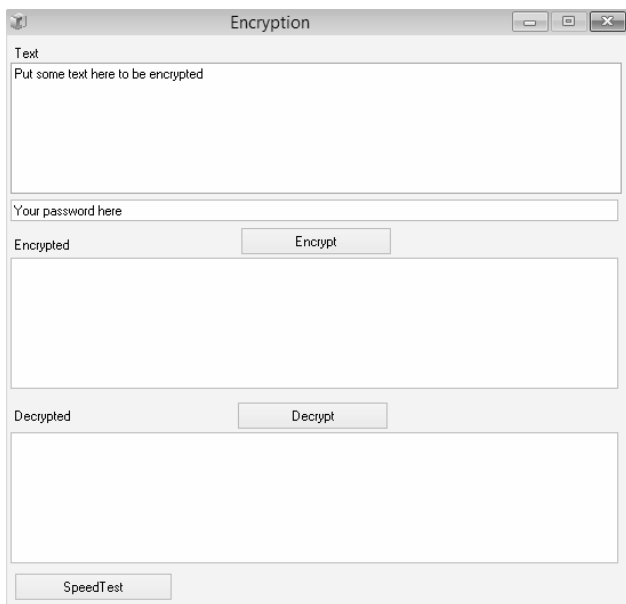 Encryption
Text
Put some text here to be encrypted
Your password here
Encrypted
Encrypt
Decrypted
Decrypt
SpeedTest